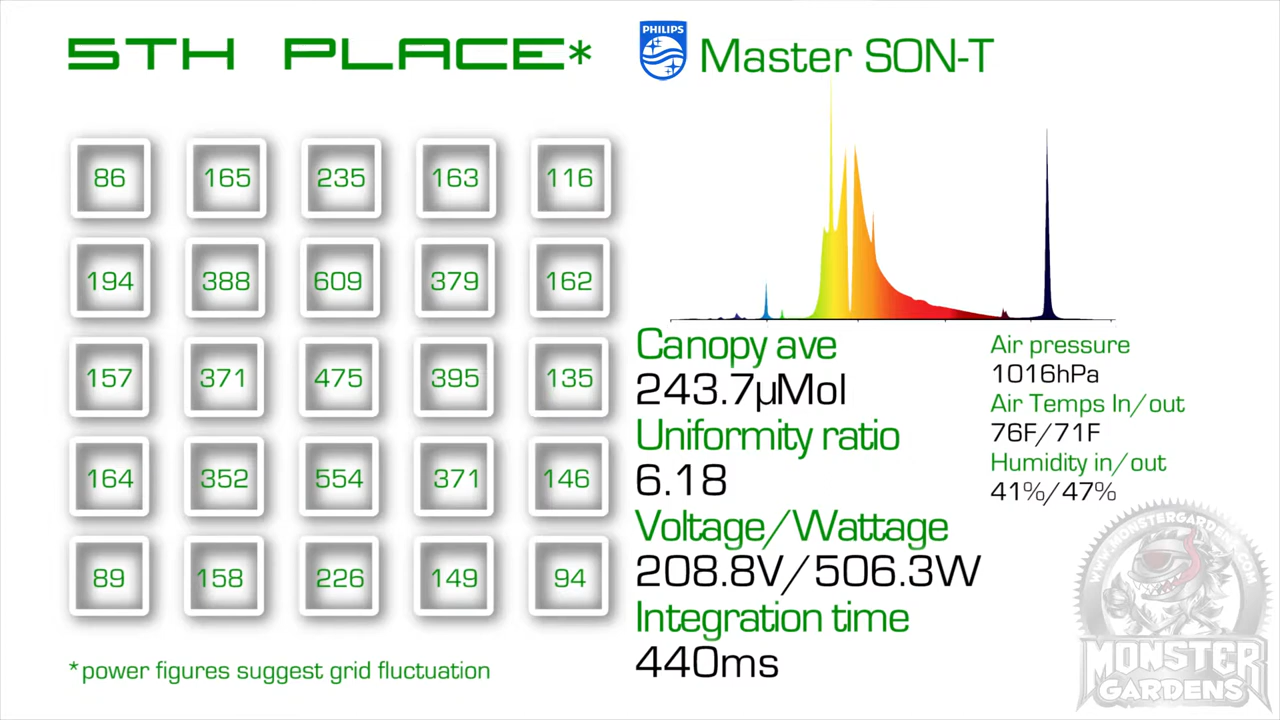 5TH PLACE*
PHILIPS
Master SON-T
86 165 235 163 116
194 388 609 379 162
157 371 475 395 135
164 352 554 371 146
89 158 226 149 94
*power figures suggest grid fluctuation
Canopy ave
243.7µMol
Uniformity ratio
6.18
Voltage/Wattage
208.8V/506.3W
Integration time
440ms
Air pressure
1016hPa
Air Temps In/out
76F/71F
Humidity in/out
41%/47%
WWW.MONSTERGARDENS.COM
MONSTER
GARDENS